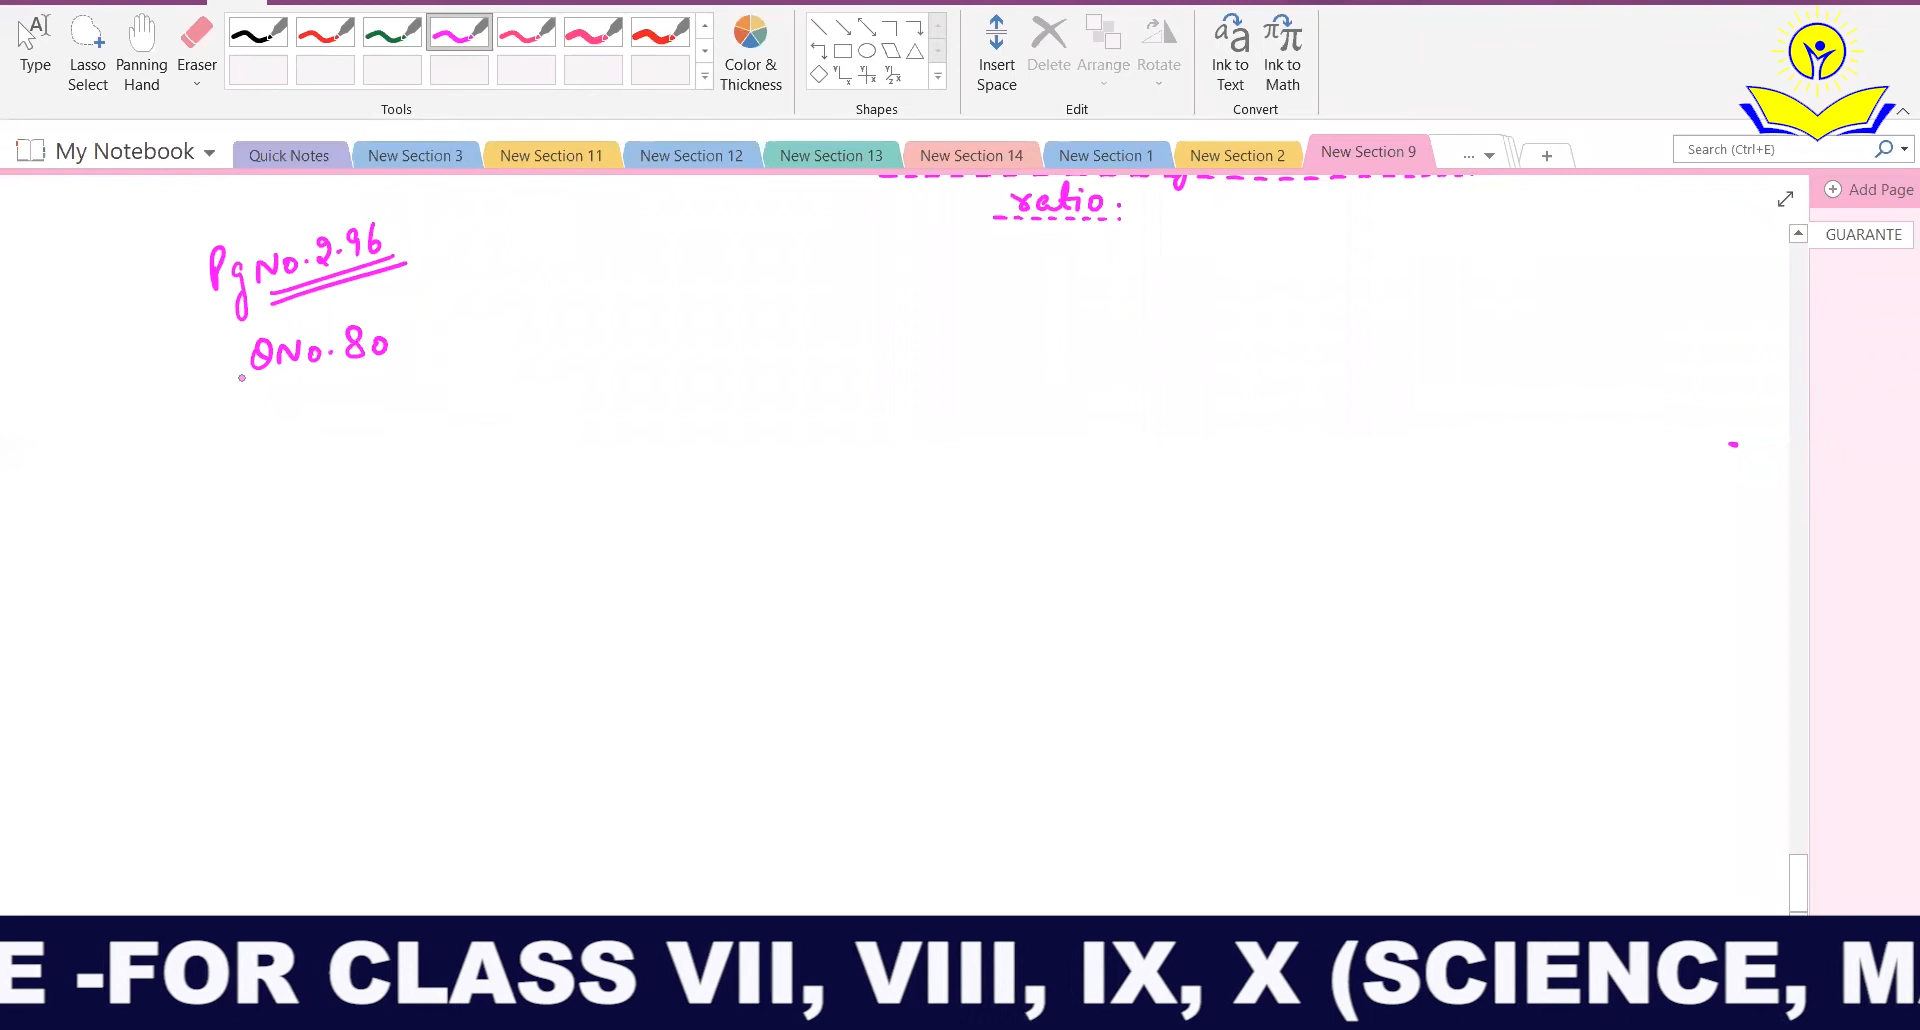 Type
Lasso Select
Panning Hand
Eraser
Color & Thickness
Insert Space
Delete
Arrange
Rotate
Ink to Text
Ink to Math
Tools
Shapes
Edit
Convert
My Notebook
Quick Notes
New Section 3
New Section 11
New Section 12
New Section 13
New Section 14
New Section 1
New Section 2
New Section 9
...
Search (Ctrl+E)
Add Page
GUARANTE
ratio.
Pg No. 2.96
QNo. 80
E -FOR CLASS VII, VIII, IX, X (SCIENCE, M